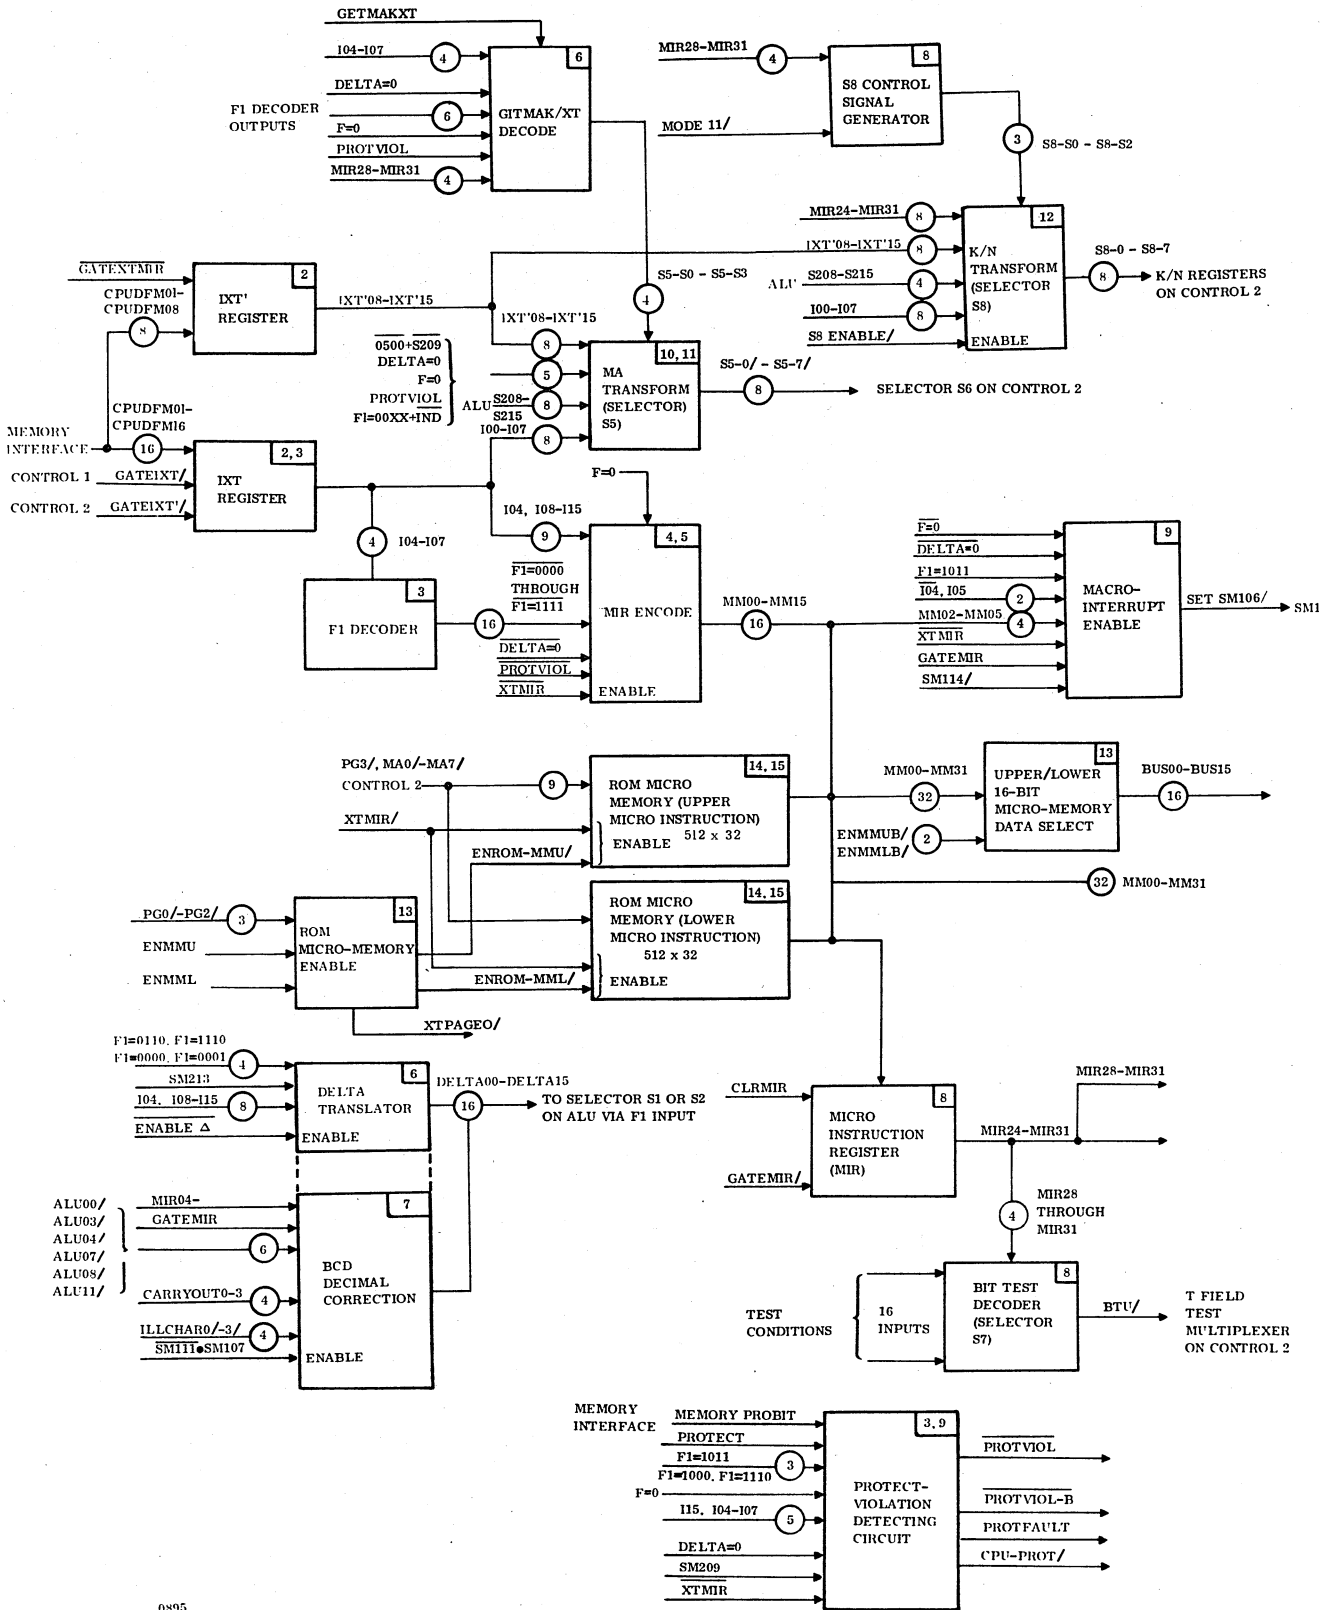 GETMAKXT
I04-I07
4
DELTA=0
F1 DECODER
OUTPUTS
6
F=0
PROTVIOL
MIR28-MIR31
4
6
GITMAK/XT
DECODE
MIR28-MIR31
4
MODE 11/
8
S8 CONTROL
SIGNAL
GENERATOR
3
S8-S0 - S8-S2
MIR24-MIR31
8
IXT'08-IXT'15
8
ALU
S208-S215
4
I00-I07
8
S8 ENABLE/
12
K/N
TRANSFORM
(SELECTOR
S8)
ENABLE
S8-0 - S8-7
8
K/N REGISTERS
ON CONTROL 2
GATEXTMIR
CPUDFM01-
CPUDFM08
8
2
IXT'
REGISTER
IXT'08-IXT'15
S5-S0 - S5-S3
4
IXT'08-IXT'15
8
0500+S209
DELTA=0
F=0
PROTVIOL
F1=00XX+IND
5
ALU
S208-
S215
8
I00-I07
8
10, 11
MA
TRANSFORM
(SELECTOR)
S5)
S5-0/ - S5-7/
8
SELECTOR S6 ON CONTROL 2
CPUDFM01-
CPUDFM16
MEMORY
INTERFACE
16
CONTROL 1
GATEIXT/
CONTROL 2
GATEIXT'/
2, 3
IXT
REGISTER
4
I04-I07
3
F1 DECODER
16
F=0
I04, I08-I15
9
F1=0000
THROUGH
F1=1111
DELTA=0
PROTVIOL
XTMIR
4, 5
MIR ENCODE
ENABLE
MM00-MM15
16
F=0
DELTA=0
F1=1011
I04, I05
2
MM02-MM05
4
XTMIR
GATEMIR
SM114/
9
MACRO-
INTERRUPT
ENABLE
SET SM106/
SM1
PG3/, MA0/-MA7/
CONTROL 2
9
XTMIR/
ENROM-MMU/
14, 15
ROM MICRO
MEMORY (UPPER
MICRO INSTRUCTION)
512 x 32
ENABLE
MM00-MM31
32
ENMMUB/
ENMMLB/
2
13
UPPER/LOWER
16-BIT
MICRO-MEMORY
DATA SELECT
BUS00-BUS15
16
32
MM00-MM31
14, 15
ROM MICRO
MEMORY (LOWER
MICRO INSTRUCTION)
512 x 32
ENABLE
ENROM-MML/
PG0/-PG2/
3
ENMMU
ENMML
13
ROM
MICRO-MEMORY
ENABLE
XTPAGEO/
F1=0110, F1=1110
F1=0000, F1=0001
4
SM213
I04, I08-I15
8
ENABLE Δ
6
DELTA
TRANSLATOR
ENABLE
DELTA00-DELTA15
16
TO SELECTOR S1 OR S2
ON ALU VIA F1 INPUT
CLRMIR
GATEMIR/
8
MICRO
INSTRUCTION
REGISTER
(MIR)
MIR28-MIR31
MIR24-MIR31
4
MIR28
THROUGH
MIR31
ALU00/
ALU03/
ALU04/
ALU07/
ALU08/
ALU11/
MIR04-
GATEMIR
6
CARRYOUT0-3
4
ILLCHAR0/-3/
4
SM111●SM107
7
BCD
DECIMAL
CORRECTION
ENABLE
TEST
CONDITIONS
16
INPUTS
8
BIT TEST
DECODER
(SELECTOR
S7)
BTU/
T FIELD
TEST
MULTIPLEXER
ON CONTROL 2
MEMORY
INTERFACE
MEMORY PROBIT
PROTECT
F1=1011
F1=1000, F1=1110
3
F=0
I15, I04-I07
5
DELTA=0
SM209
XTMIR
3, 9
PROTECT-
VIOLATION
DETECTING
CIRCUIT
PROTVIOL
PROTVIOL-B
PROTFAULT
CPU-PROT/
0895